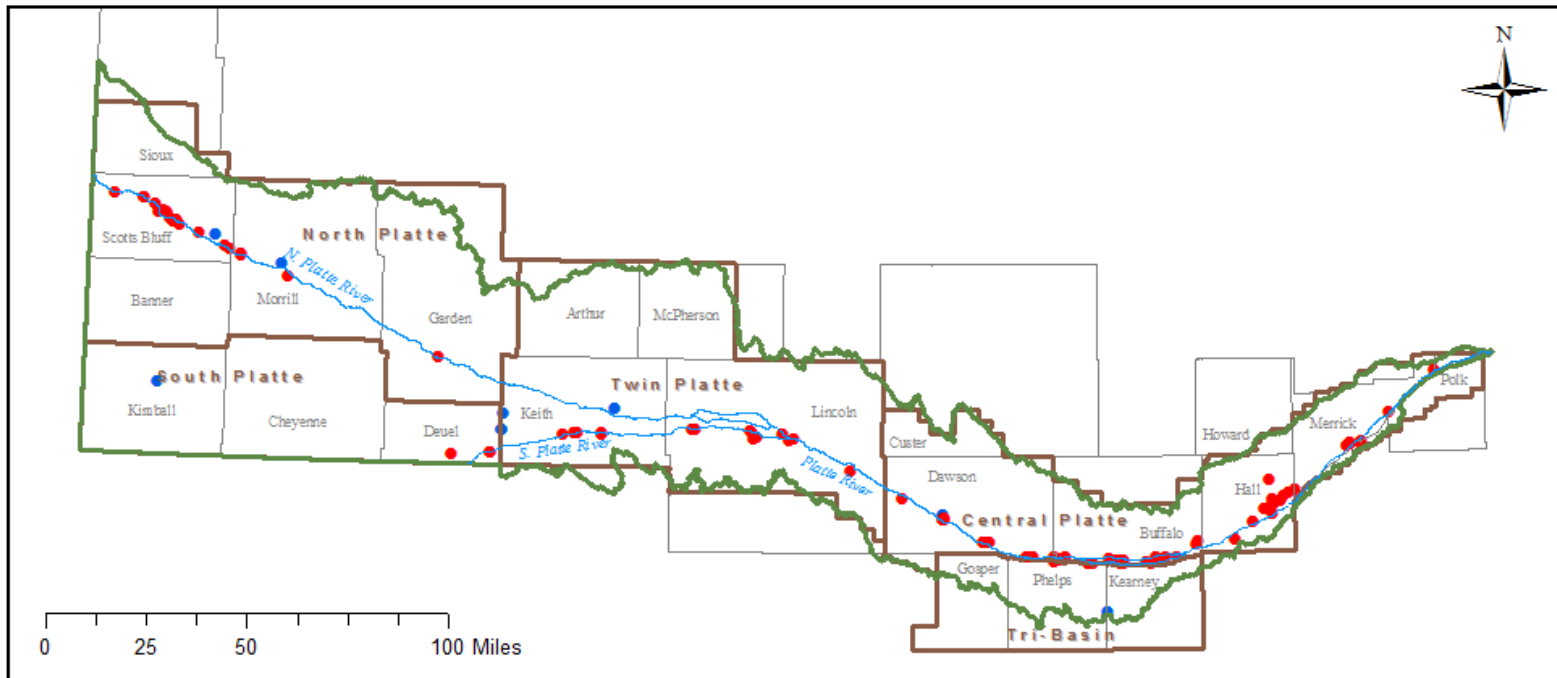 N
Sioux
Scotts Bluff
North Platte
N. Platte River
Banner
Morrill
Garden
Arthur
McPherson
South Platte
Twin Platte
Kimball
Cheyenne
Deuel
Keith
Lincoln
S. Platte River
Platte River
Custer
Dawson
Howard
Merrick
Polk
Hall
Central Platte
Buffalo
Gosper
Phelps
Kearney
Tri-Basin
0 25 50 100 Miles